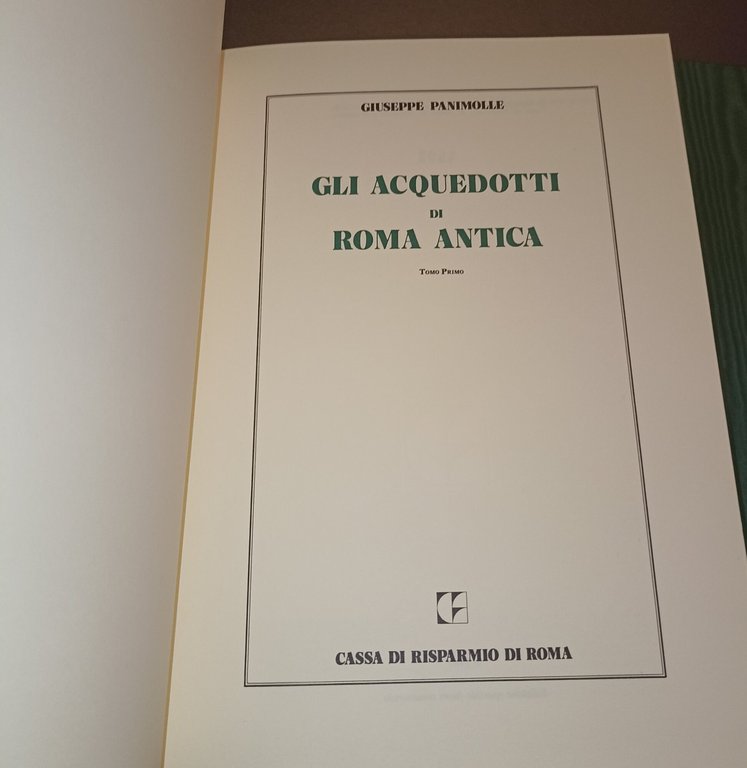 GIUSEPPE PANIMOLLE
GLI ACQUEDOTTI
DI
ROMA ANTICA
TOMO PRIMO
CASSA DI RISPARMIO DI ROMA